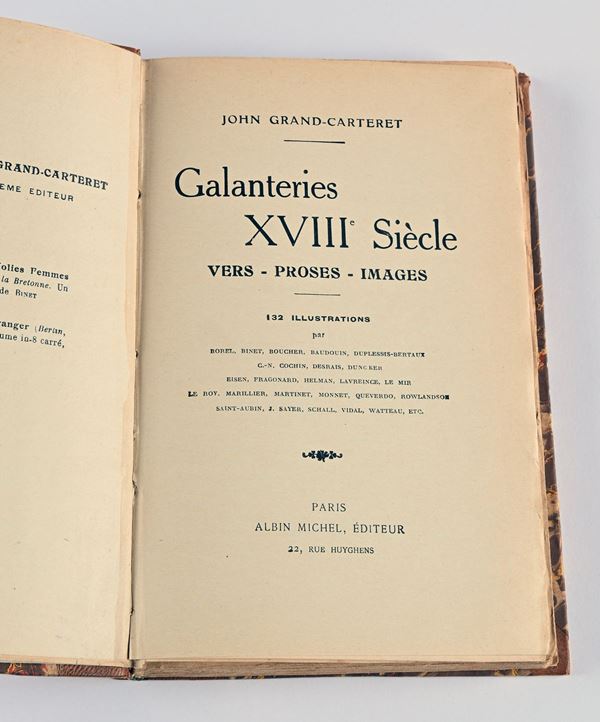 GRAND-CARTERET
EME EDITEUR
olies Femmes
la Bretonne. Un
de BINET
ranger (Berlin,
ume in-8 carré,
JOHN GRAND-CARTERET
Galanteries
XVIIIe Siècle
VERS - PROSES - IMAGES
132 ILLUSTRATIONS
par
BOREL, BINET, BOUCHER, BAUDOUIN, DUPLESSIS-BERTAUX
C.-N. COCHIN, DESRAIS, DUNCKER
EISEN, FRAGONARD, HELMAN, LAVREINCE, LE MIR
LE ROY, MARILLIER, MARTINET, MONNET, QUEVERDO, ROWLANDSON
SAINT-AUBIN, J. SAYER, SCHALL, VIDAL, WATTEAU, ETC.
PARIS
ALBIN MICHEL, ÉDITEUR
22, RUE HUYGHENS